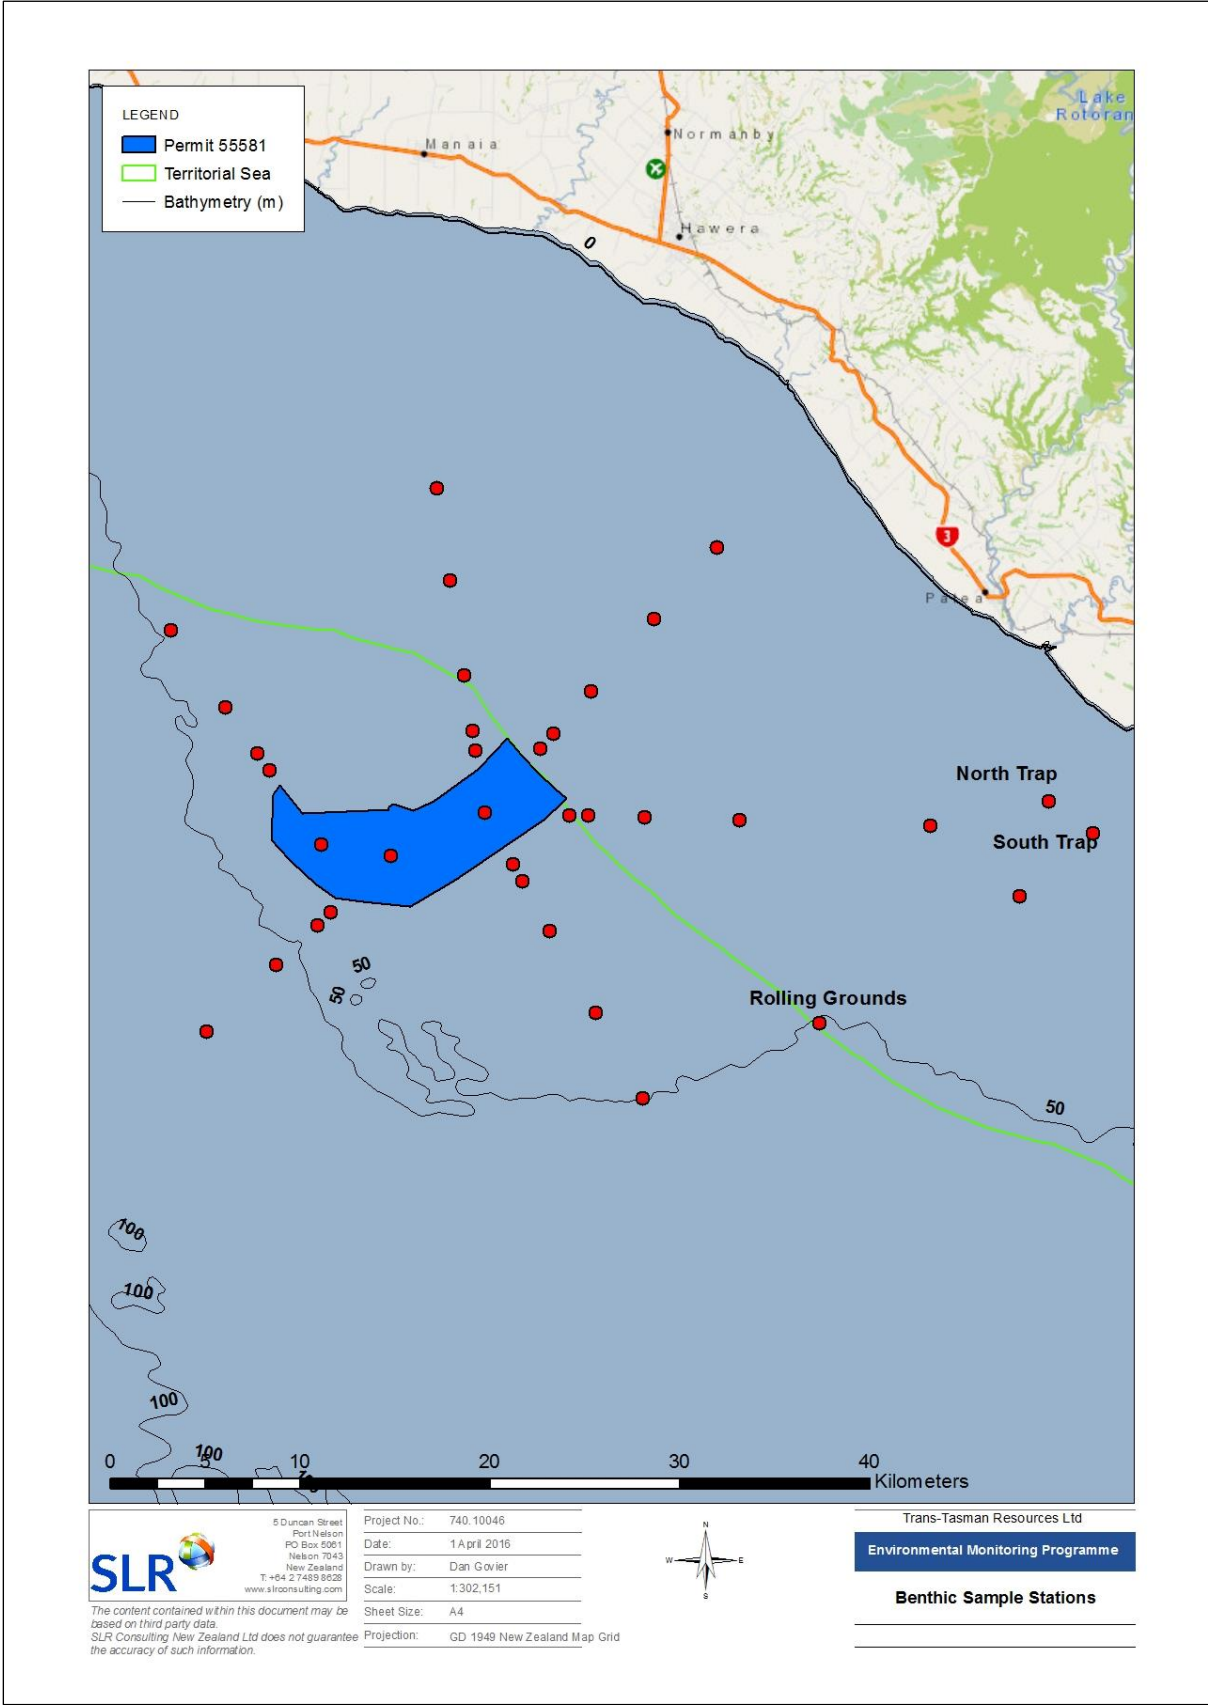 LEGEND
Permit 55581
Territorial Sea
Bathymetry (m)
Manaia
Normanby
Lake
Rotoran
Hawera
0
3
Patea
North Trap
South Trap
50
50
Rolling Grounds
50
100
100
100
100
0 5 10 20 30 40
Kilometers
SLR
5 Duncan Street
Port Nelson
PO Box 5061
Nelson 7043
New Zealand
T: +64 2 7489 8628
www.slrconsulting.com
The content contained within this document may be
based on third party data.
SLR Consulting New Zealand Ltd does not guarantee
the accuracy of such information.
Project No.: 740.10046
Date: 1 April 2016
Drawn by: Dan Govier
Scale: 1:302,151
Sheet Size: A4
Projection: GD 1949 New Zealand Map Grid
N
W E
S
Trans-Tasman Resources Ltd
Environmental Monitoring Programme
Benthic Sample Stations